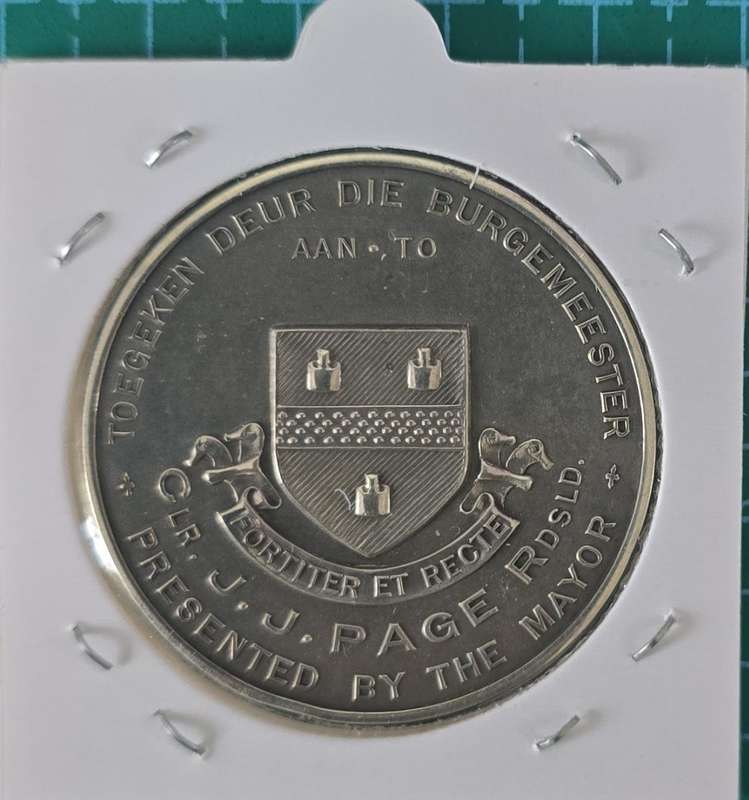 TOEGEKEN DEUR DIE BURGEMEESTER
AAN · TO
FORTITER ET RECTE
CLR. J. J. PAGE RDSLD.
PRESENTED BY THE MAYOR